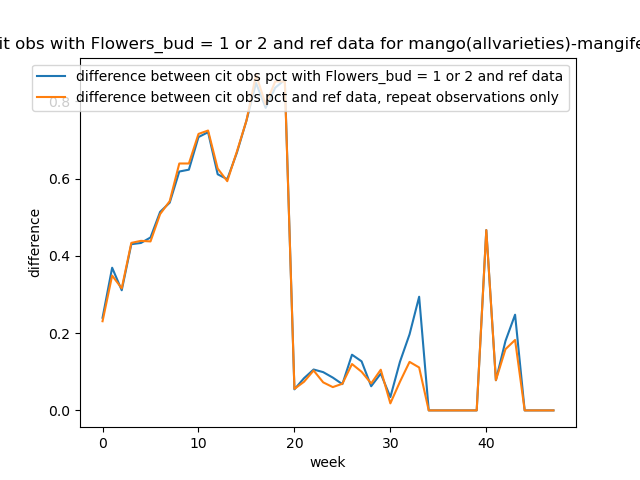 it obs with Flowers_bud = 1 or 2 and ref data for mango(allvarieties)-mangife
difference between cit obs pct with Flowers_bud = 1 or 2 and ref data
difference between cit obs pct and ref data, repeat observations only
0.8
0.6
0.4
0.2
0.0
difference
0 10 20 30 40
week